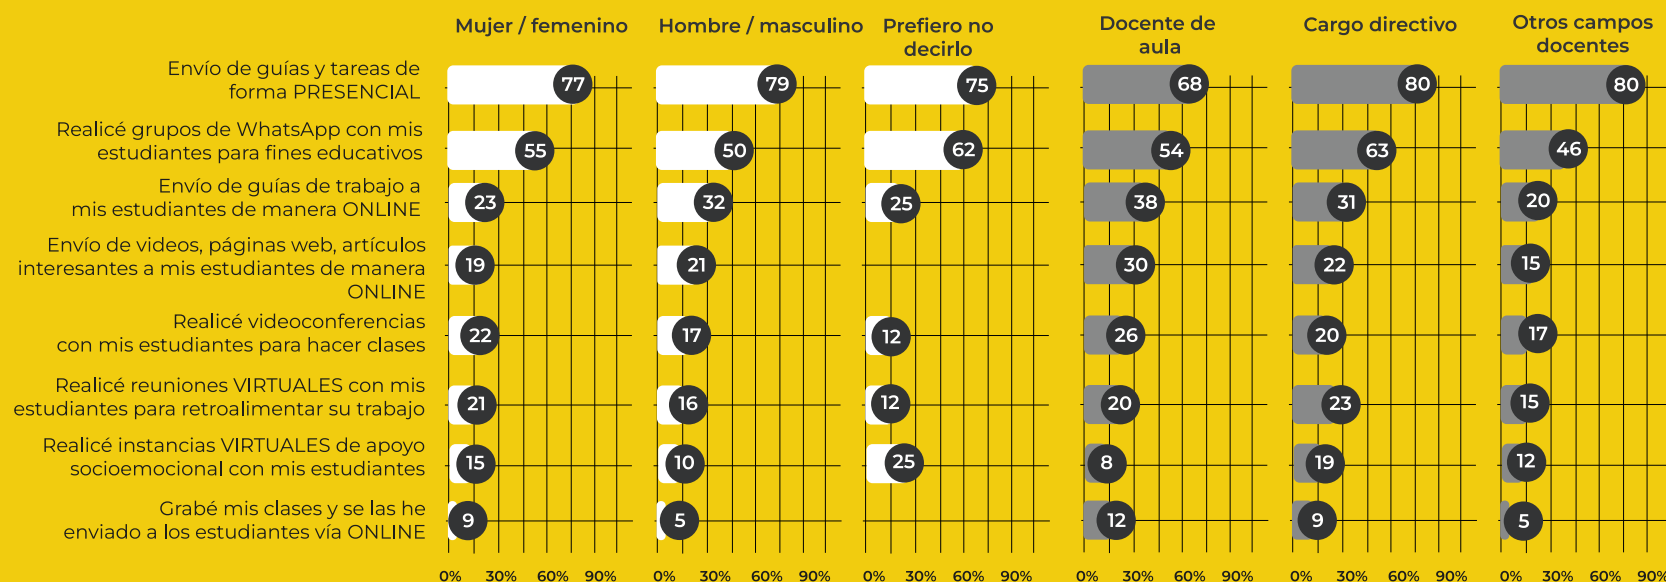 Mujer / femenino
Hombre / masculino
Prefiero no
decirlo
Docente de
aula
Cargo directivo
Otros campos
docentes
Envío de guías y tareas de
forma PRESENCIAL
77
79
75
68
80
80
Realicé grupos de WhatsApp con mis
estudiantes para fines educativos
55
50
62
54
63
46
Envío de guías de trabajo a
mis estudiantes de manera ONLINE
23
32
25
38
31
20
Envío de videos, páginas web, artículos
interesantes a mis estudiantes de manera
ONLINE
19
21
30
22
15
Realicé videoconferencias
con mis estudiantes para hacer clases
22
17
12
26
20
17
Realicé reuniones VIRTUALES con mis
estudiantes para retroalimentar su trabajo
21
16
12
20
23
15
Realicé instancias VIRTUALES de apoyo
socioemocional con mis estudiantes
15
10
25
8
19
12
Grabé mis clases y se las he
enviado a los estudiantes vía ONLINE
9
5
12
9
5
0% 30% 60% 90%
0% 30% 60% 90%
0% 30% 60% 90%
0% 30% 60% 90%
0% 30% 60% 90%
0% 30% 60% 90%